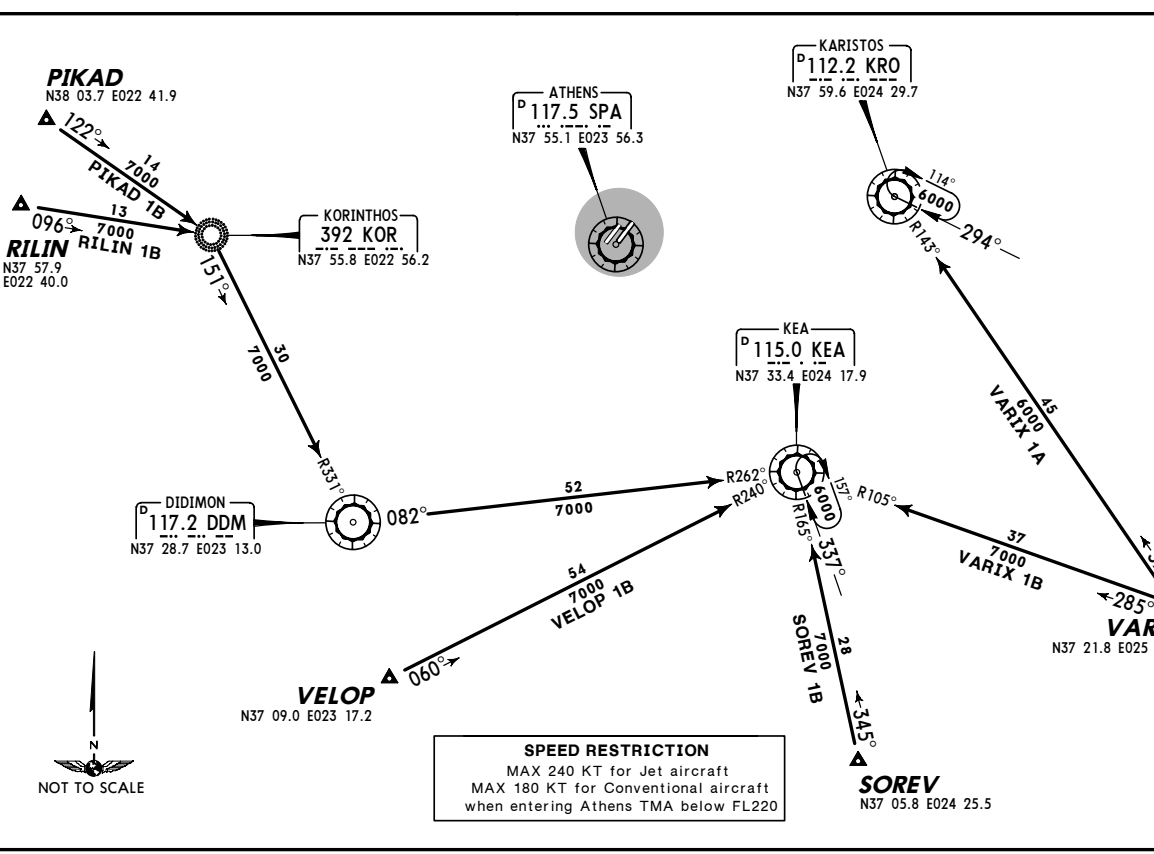 PIKAD
N38 03.7 E022 41.9
122°
14
7000
PIKAD 1B
13
7000
096°
RILIN 1B
RILIN
N37 57.9
E022 40.0
KORINTHOS
392 KOR
N37 55.8 E022 56.2
151°
30
7000
R331°
ATHENS
D 117.5 SPA
N37 55.1 E023 56.3
KARISTOS
D 112.2 KRO
N37 59.6 E024 29.7
114°
6000
294°
R143°
45
6000
VARIX 1A
KEA
D 115.0 KEA
N37 33.4 E024 17.9
R262°
R240°
157°
6000
R165°
337°
R105°
37
7000
VARIX 1B
285°
VAR
N37 21.8 E025
DIDIMON
D 117.2 DDM
N37 28.7 E023 13.0
082°
52
7000
54
7000
VELOP 1B
060°
VELOP
N37 09.0 E023 17.2
28
7000
SOREV 1B
345°
SOREV
N37 05.8 E024 25.5
N
NOT TO SCALE
SPEED RESTRICTION
MAX 240 KT for Jet aircraft
MAX 180 KT for Conventional aircraft
when entering Athens TMA below FL220